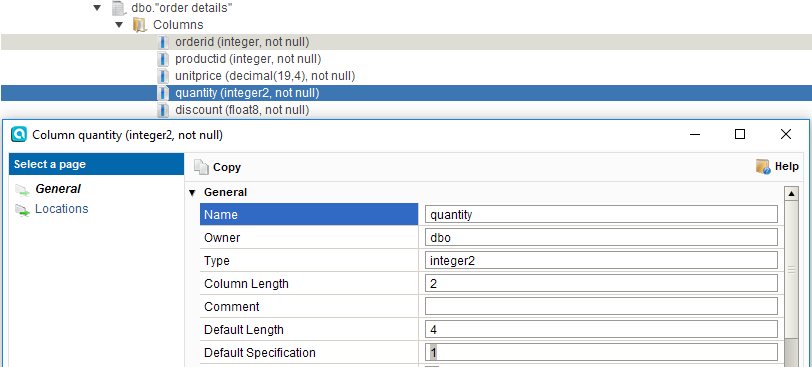 dbo."order details"
Columns
orderid (integer, not null)
productid (integer, not null)
unitprice (decimal(19,4), not null)
quantity (integer2, not null)
discount (float8, not null)
Column quantity (integer2, not null)
Select a page
Copy
Help
General
Locations
General
Name quantity
Owner dbo
Type integer2
Column Length 2
Comment
Default Length 4
Default Specification 1